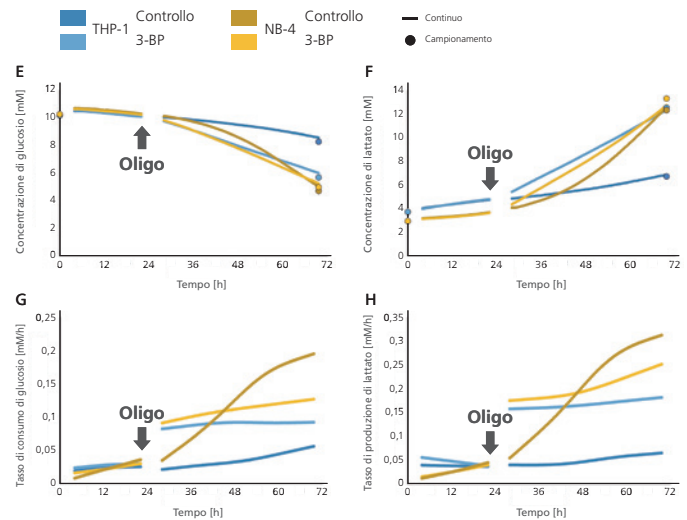 THP-1
Controllo
3-BP
NB-4
Controllo
3-BP
Continuo
Campionamento
E
Concentrazione di glucosio [mM]
12
10
8
6
4
2
0
Oligo
0 12 24 36 48 60 72
Tempo [h]
F
Concentrazione di lattato [mM]
14
12
10
8
6
4
2
0
Oligo
0 12 24 36 48 60 72
Tempo [h]
G
Tasso di consumo di glucosio [mM/h]
0,25
0,2
0,15
0,1
0,05
0
Oligo
0 12 24 36 48 60 72
Tempo [h]
H
Tasso di produzione di lattato [mM/h]
0,35
0,3
0,25
0,2
0,15
0,1
0,05
0
Oligo
0 12 24 36 48 60 72
Tempo [h]